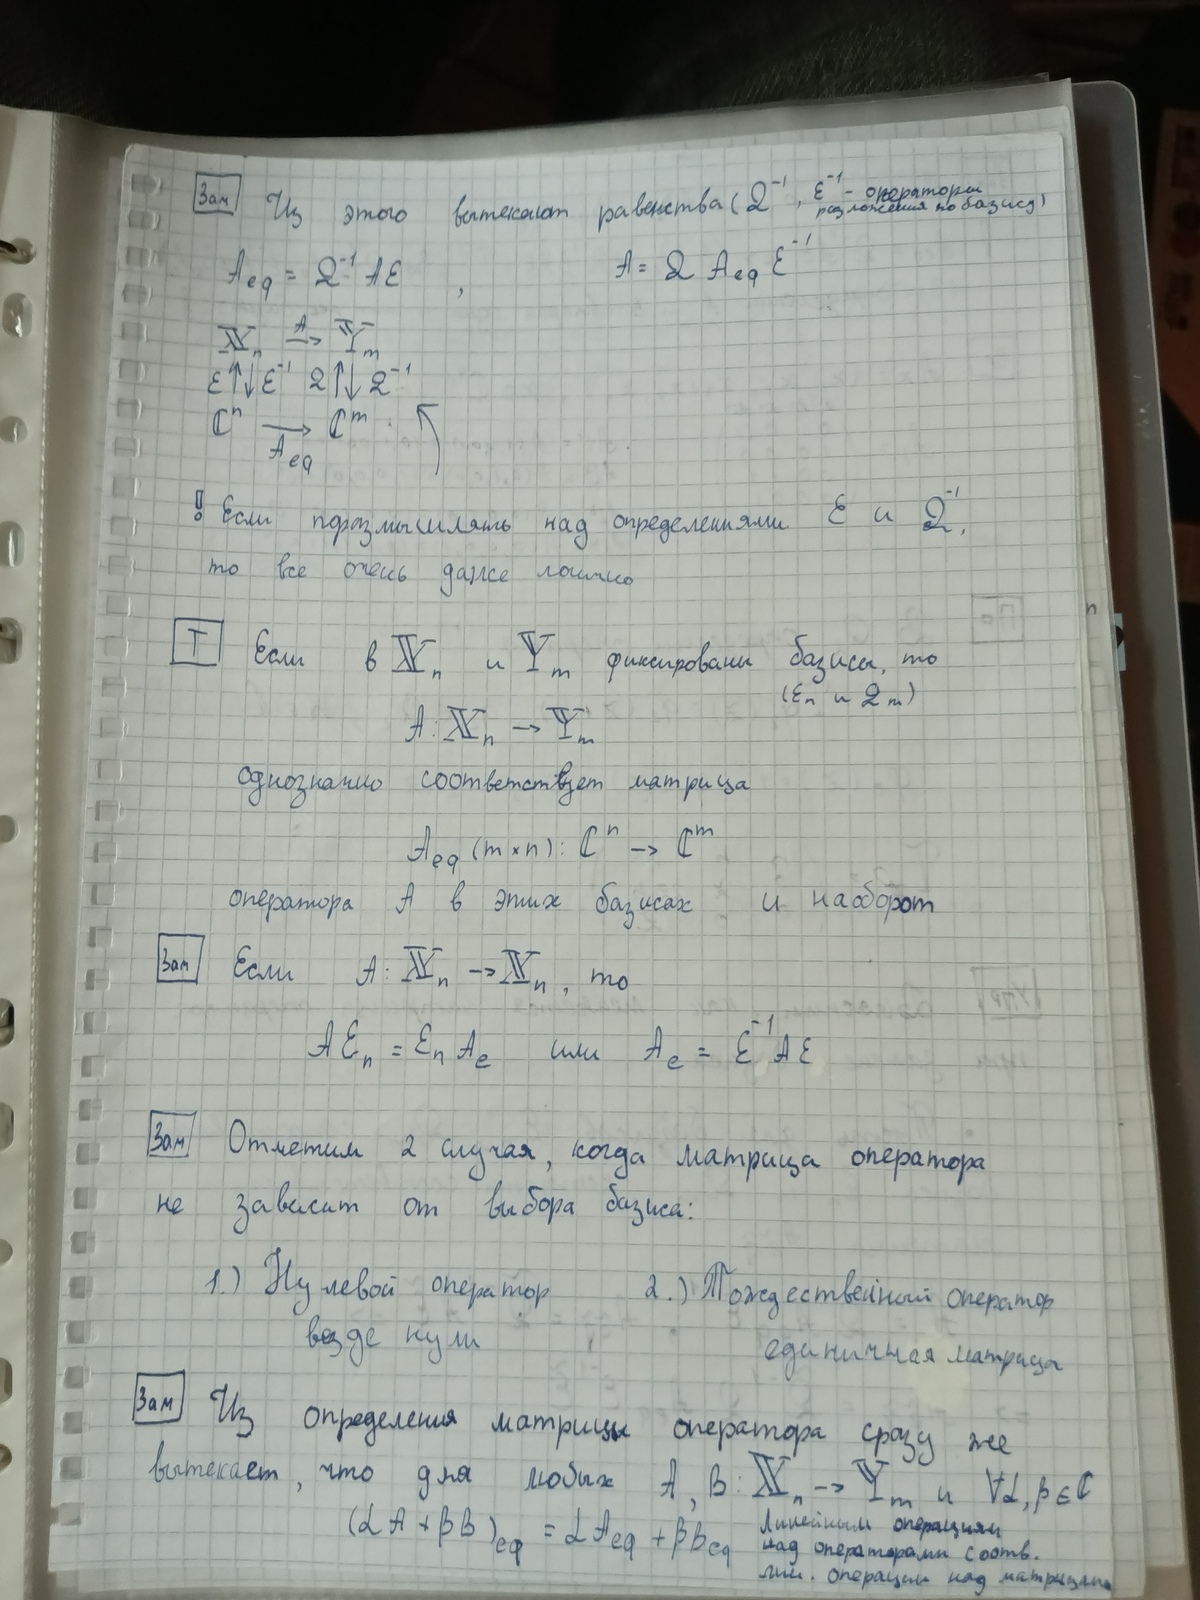 Зам Из этого вытекают равенства (Q⁻¹, ε⁻¹ - операторы
разложения по базису)
A_eq = Q⁻¹ A ε , A = Q A_eq ε⁻¹
𝕏_n →^A 𝕐_m
ε↑↓ε⁻¹ Q↑↓Q⁻¹
ℂⁿ → ℂᵐ
A_eq
! Если поразмышлять над определениями ε и Q⁻¹,
то все очень даже логично
T Если в 𝕏_n и 𝕐_m фиксированы базисы, то
(ε_n и Q_m)
A: 𝕏_n → 𝕐_m
однозначно соответствует матрица
A_eq (m×n): ℂⁿ → ℂᵐ
оператора A в этих базисах и наоборот
Зам Если A: 𝕏_n → 𝕏_n, то
A ε_n = ε_n A_e или A_e = ε⁻¹ A ε
Зам Отметим 2 случая, когда матрица оператора
не зависит от выбора базиса:
1.) Нулевой оператор 2.) Тождественный оператор
везде нули единичная матрица
Зам Из определения матрицы оператора сразу же
вытекает, что для любых A, B: 𝕏_n → 𝕐_m и ∀α, β ∈ ℂ
(αA + βB)_eq = αA_eq + βB_eq линейным операциям
над операторами соотв.
лин. операции над матрицами